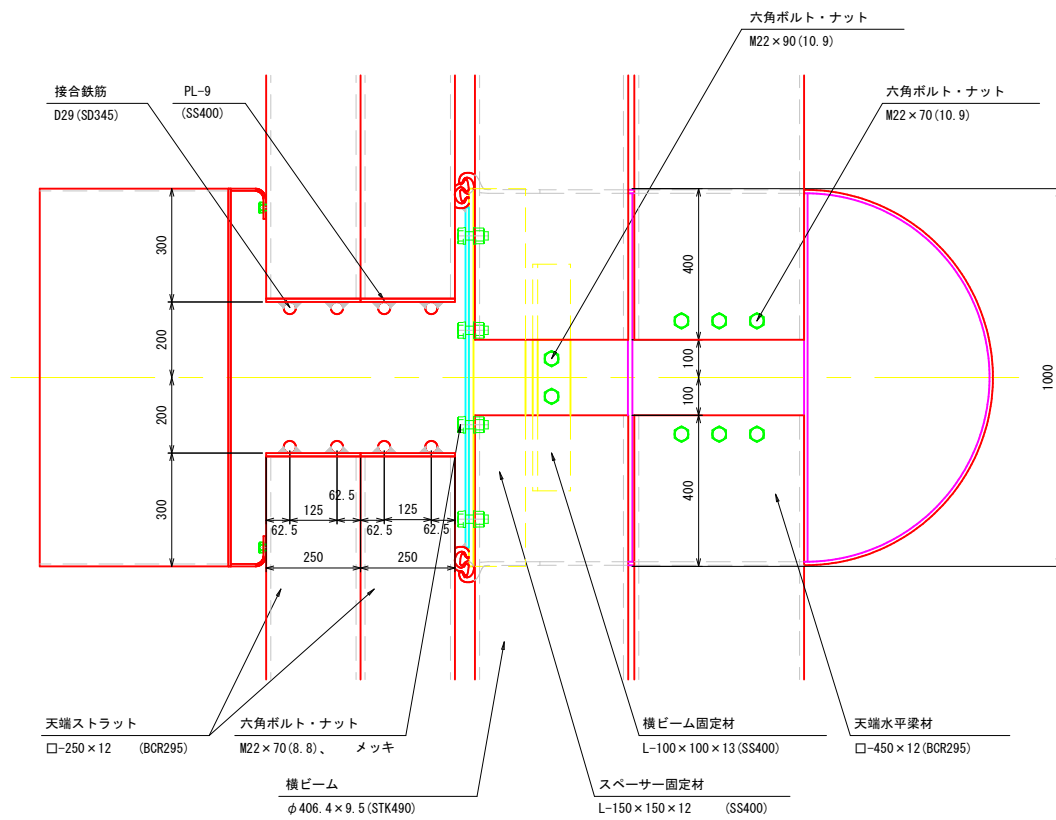 六角ボルト・ナット
M22×90(10.9)
接合鉄筋
D29(SD345)
PL-9
(SS400)
六角ボルト・ナット
M22×70(10.9)
300
200
200
300
400
100
100
400
1000
62.5
125
125
62.5
62.5
62.5
250
250
天端ストラット
□-250×12 (BCR295)
六角ボルト・ナット
M22×70(8.8)、 メッキ
横ビーム固定材
L-100×100×13(SS400)
天端水平梁材
□-450×12(BCR295)
横ビーム
φ406.4×9.5(STK490)
スペーサー固定材
L-150×150×12 (SS400)